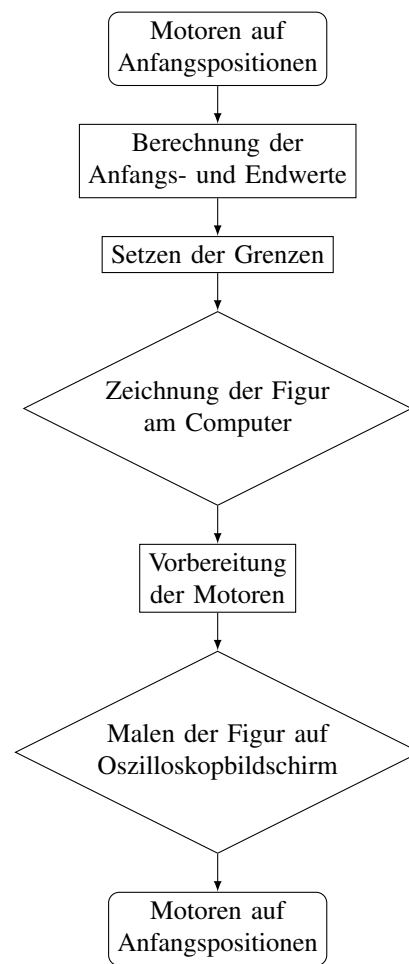 Motoren auf
Anfangspositionen
Berechnung der
Anfangs- und Endwerte
Setzen der Grenzen
Zeichnung der Figur
am Computer
Vorbereitung
der Motoren
Malen der Figur auf
Oszilloskopbildschirm
Motoren auf
Anfangspositionen